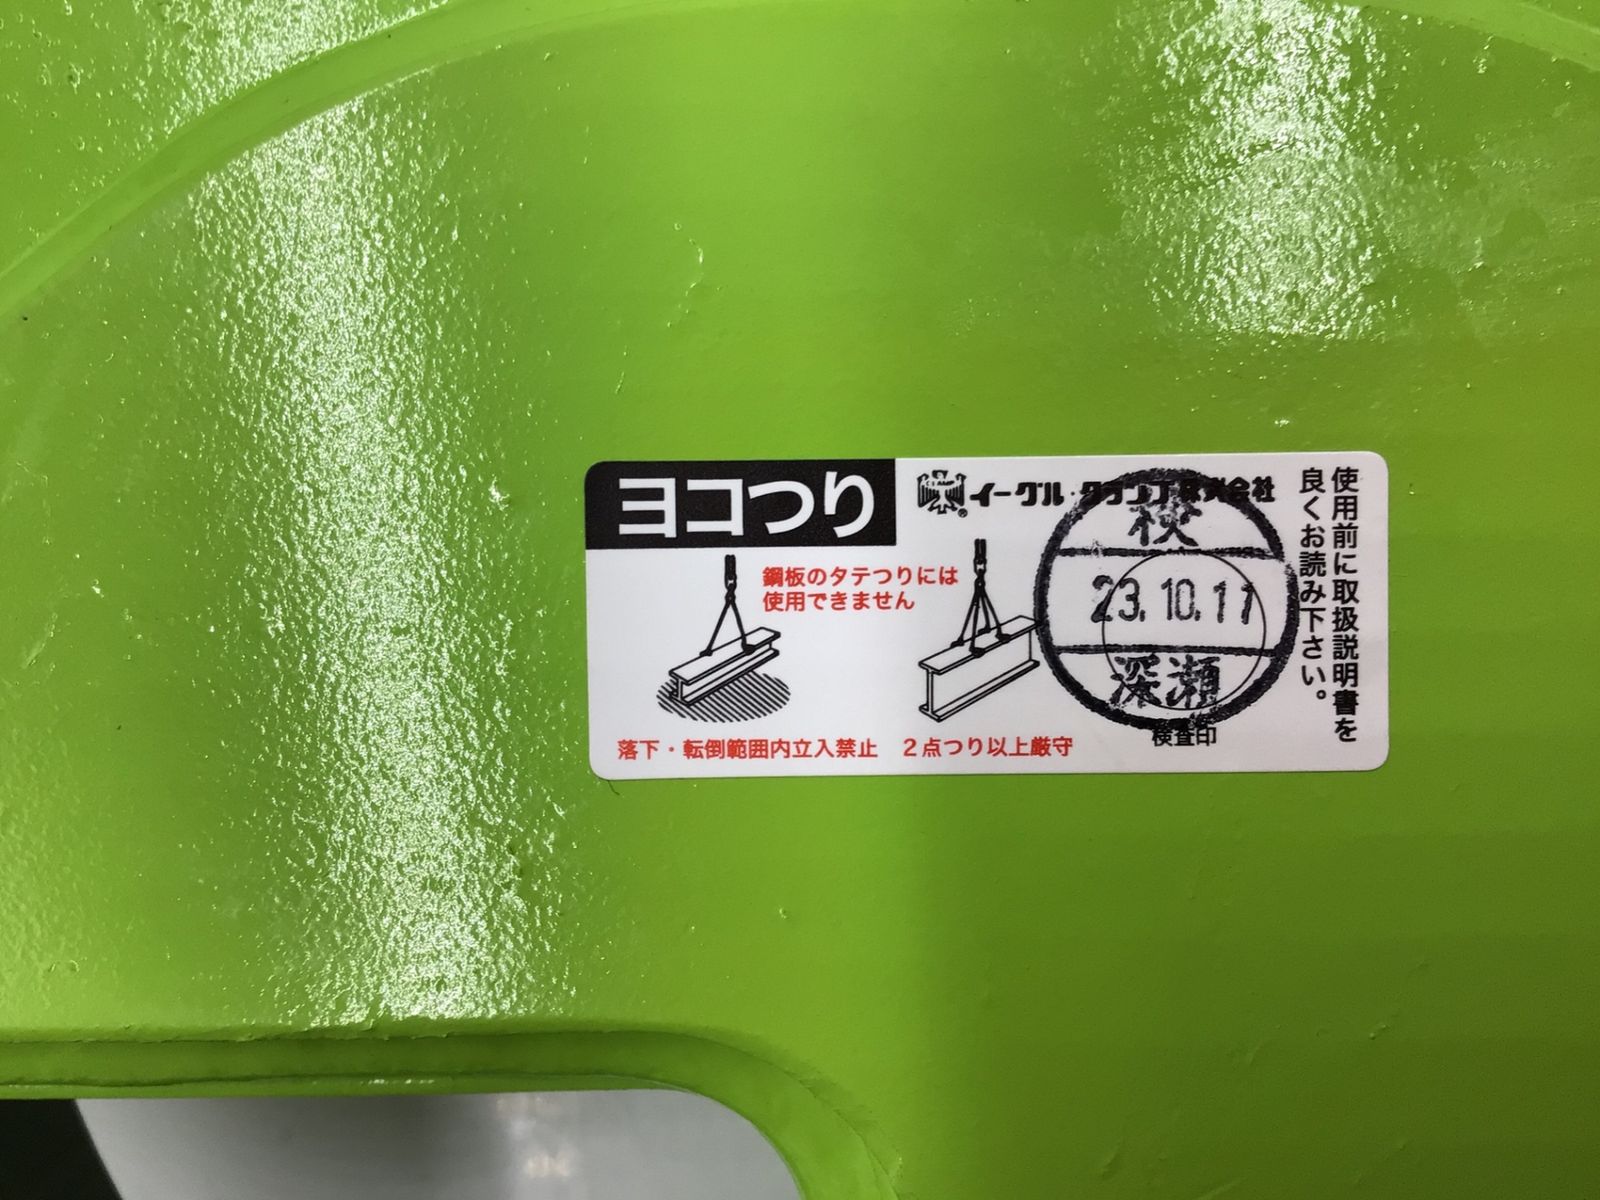 ヨコつり
イーグル・クランプ株式会社
鋼板のタテつりには
使用できません
落下・転倒範囲内立入禁止 2点つり以上厳守
検
23.10.11
深瀬
検査印
使用前に取扱説明書を
良くお読み下さい。